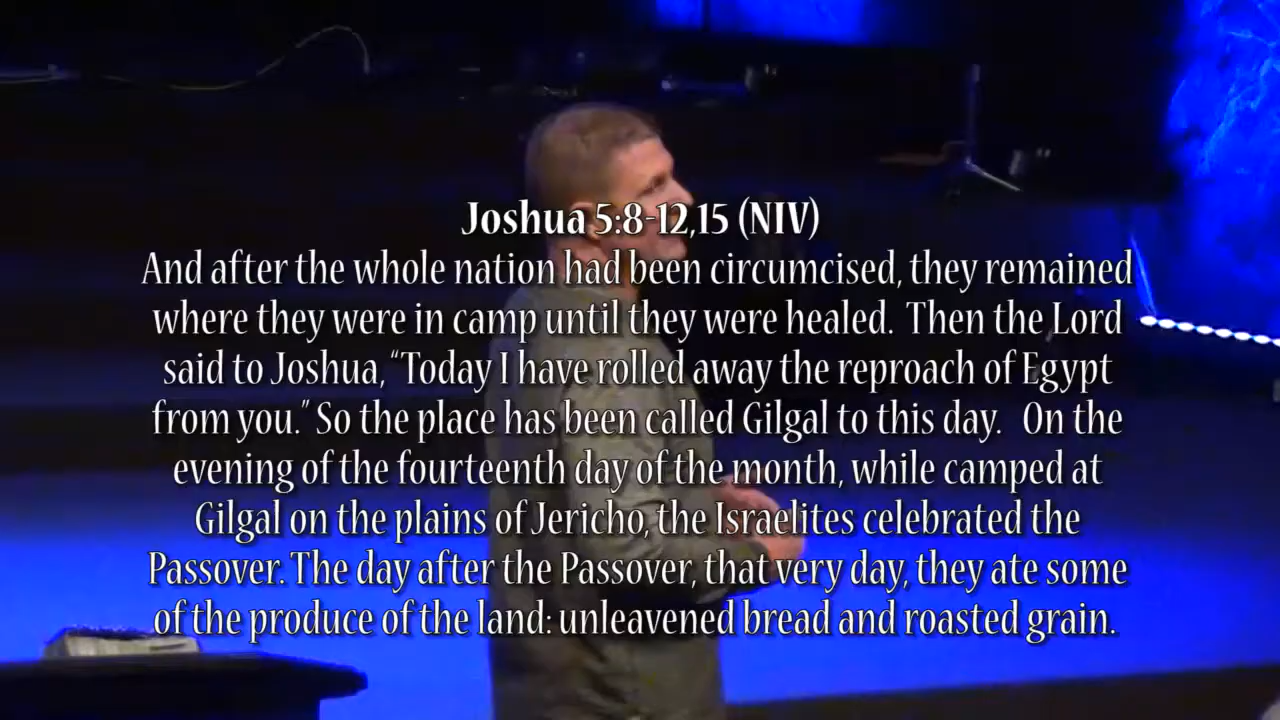 Joshua 5:8-12,15 (NIV)
And after the whole nation had been circumcised, they remained
where they were in camp until they were healed.  Then the Lord
said to Joshua, “Today I have rolled away the reproach of Egypt
from you.” So the place has been called Gilgal to this day.   On the
evening of the fourteenth day of the month, while camped at
Gilgal on the plains of Jericho, the Israelites celebrated the
Passover. The day after the Passover, that very day, they ate some
of the produce of the land: unleavened bread and roasted grain.